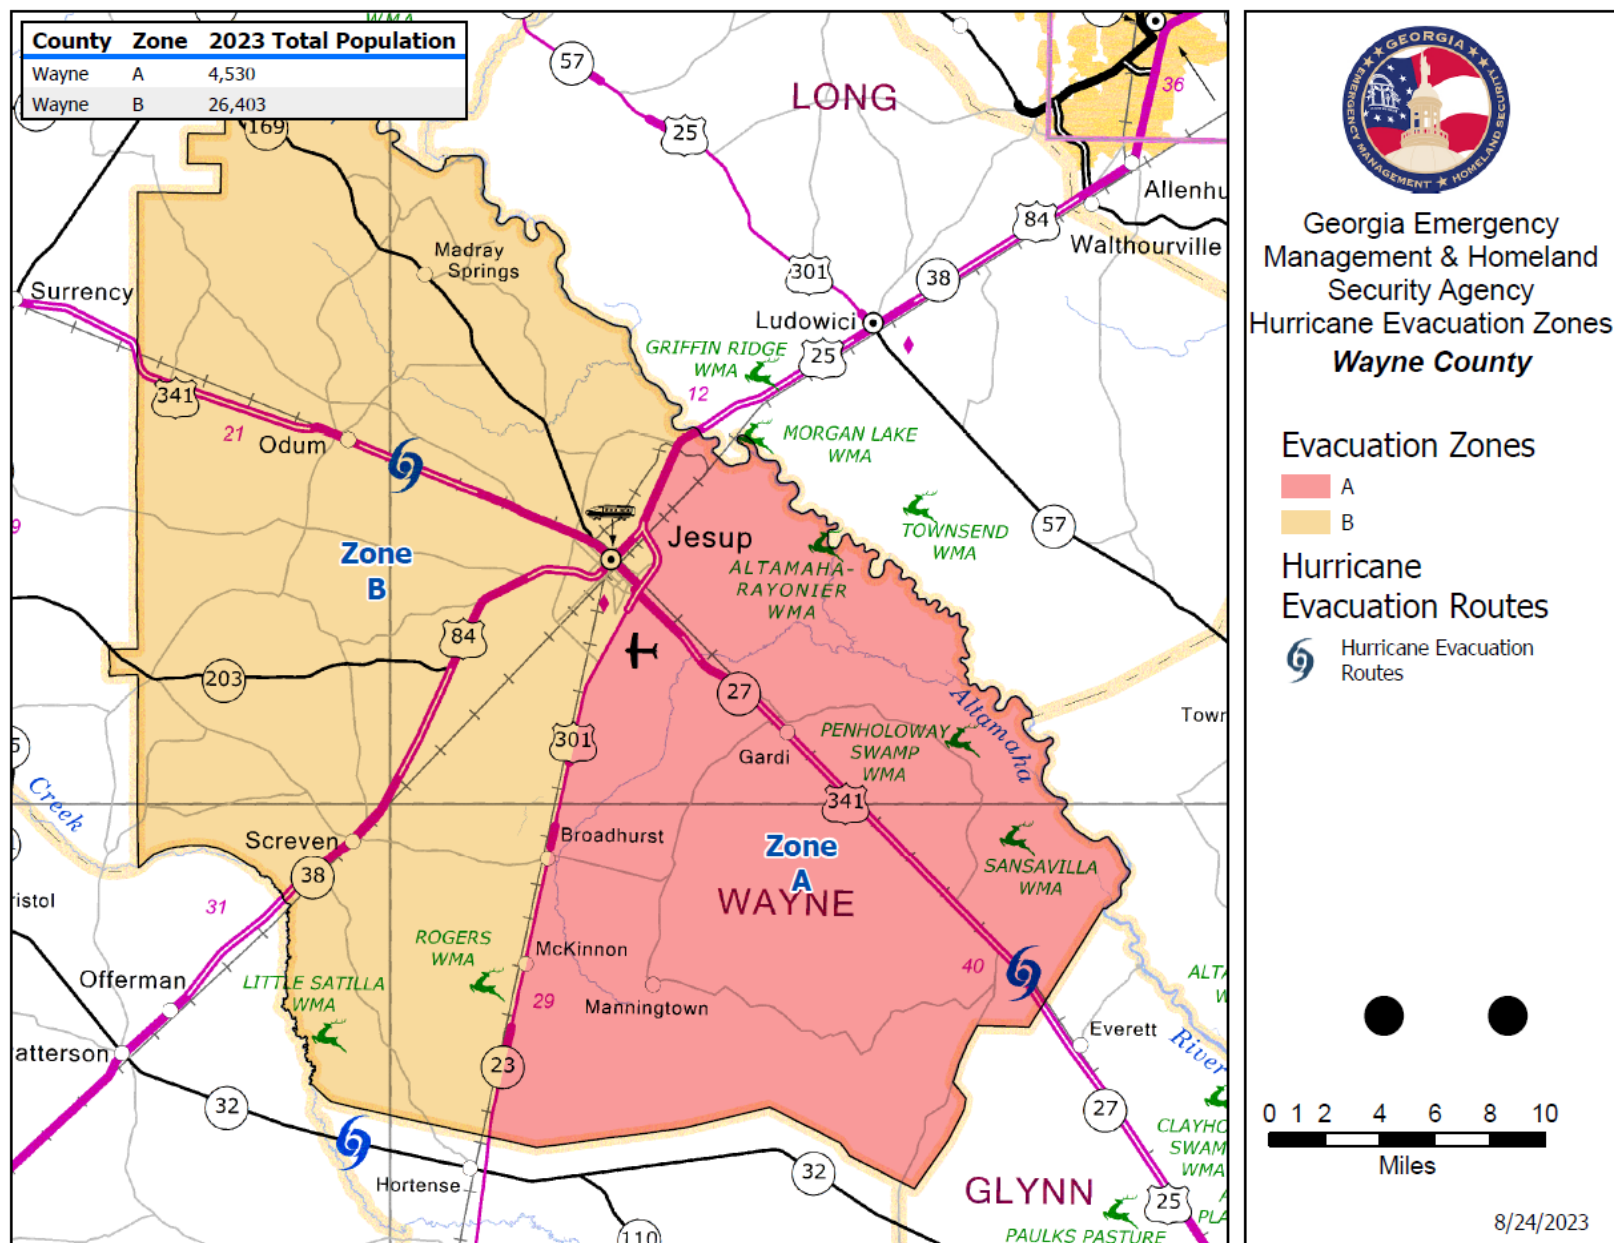 County Zone 2023 Total Population
Wayne A 4,530
Wayne B 26,403
WMA
57
LONG
36
169
25
Allenhu
84
Walthourville
Madray
Springs
301
38
Surrency
Ludowici
GRIFFIN RIDGE
WMA
25
341
12
21
Odum
MORGAN LAKE
WMA
9
TOWNSEND
WMA
57
Jesup
Zone
B
ALTAMAHA-
RAYONIER
WMA
84
203
27
Altamaha
Town
301
PENHOLOWAY
SWAMP
WMA
Gardi
5
Creek
341
Screven
Broadhurst
Zone
A
SANSAVILLA
WMA
38
WAYNE
ristol
31
ROGERS
WMA
McKinnon
40
Offerman
LITTLE SATILLA
WMA
29
Manningtown
ALTA
W
Everett
River
atterson
23
32
27
CLAYHO
SWAM
WMA
Hortense
32
GLYNN
25
PLA
110
PAULKS PASTURE
GEORGIA
EMERGENCY MANAGEMENT ★ HOMELAND SECURITY
Georgia Emergency
Management & Homeland
Security Agency
Hurricane Evacuation Zones
Wayne County
Evacuation Zones
A
B
Hurricane
Evacuation Routes
Hurricane Evacuation
Routes
0 1 2 4 6 8 10
Miles
8/24/2023